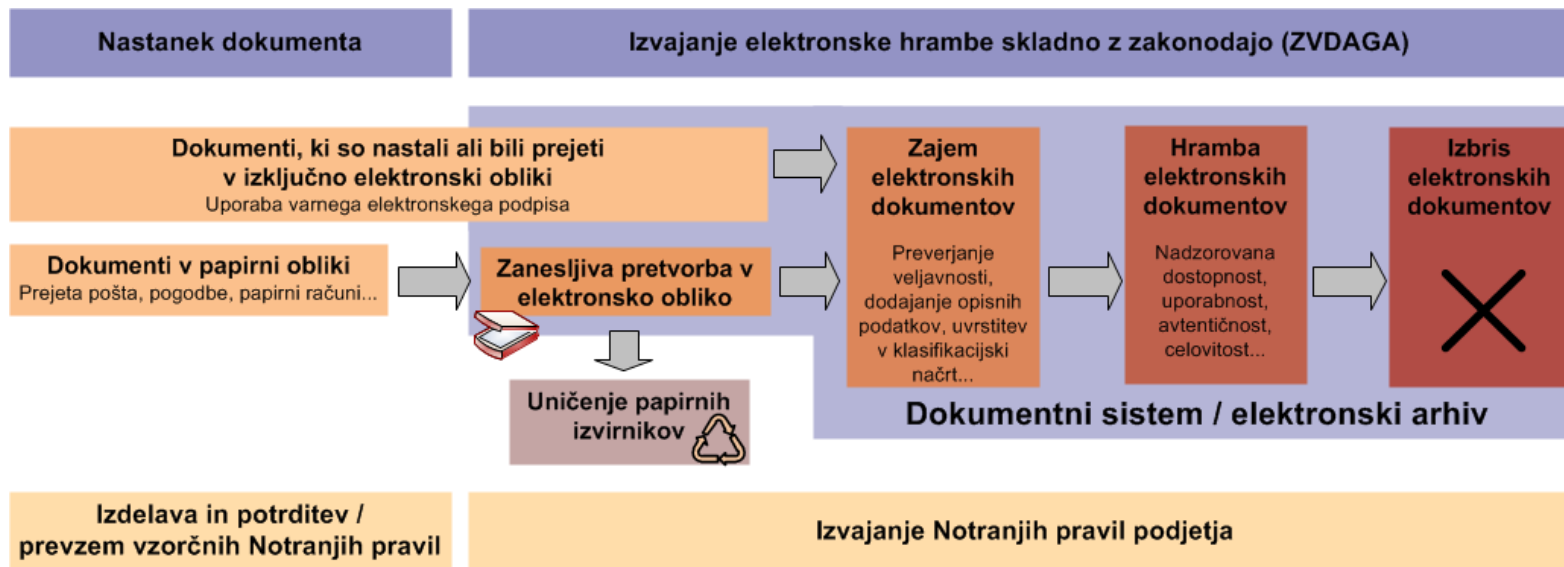 Nastanek dokumenta
Izvajanje elektronske hrambe skladno z zakonodajo (ZVDAGA)
Dokumenti, ki so nastali ali bili prejeti
v izključno elektronski obliki
Uporaba varnega elektronskega podpisa
Dokumenti v papirni obliki
Prejeta pošta, pogodbe, papirni računi...
Zanesljiva pretvorba v
elektronsko obliko
Uničenje papirnih
izvirnikov
Zajem
elektronskih
dokumentov
Preverjanje
veljavnosti,
dodajanje opisnih
podatkov, uvrstitev
v klasifikacijski
načrt...
Hramba
elektronskih
dokumentov
Nadzorovana
dostopnost,
uporabnost,
avtentičnost,
celovitost...
Izbris
elektronskih
dokumentov
Dokumentni sistem / elektronski arhiv
Izdelava in potrditev /
prevzem vzorčnih Notranjih pravil
Izvajanje Notranjih pravil podjetja